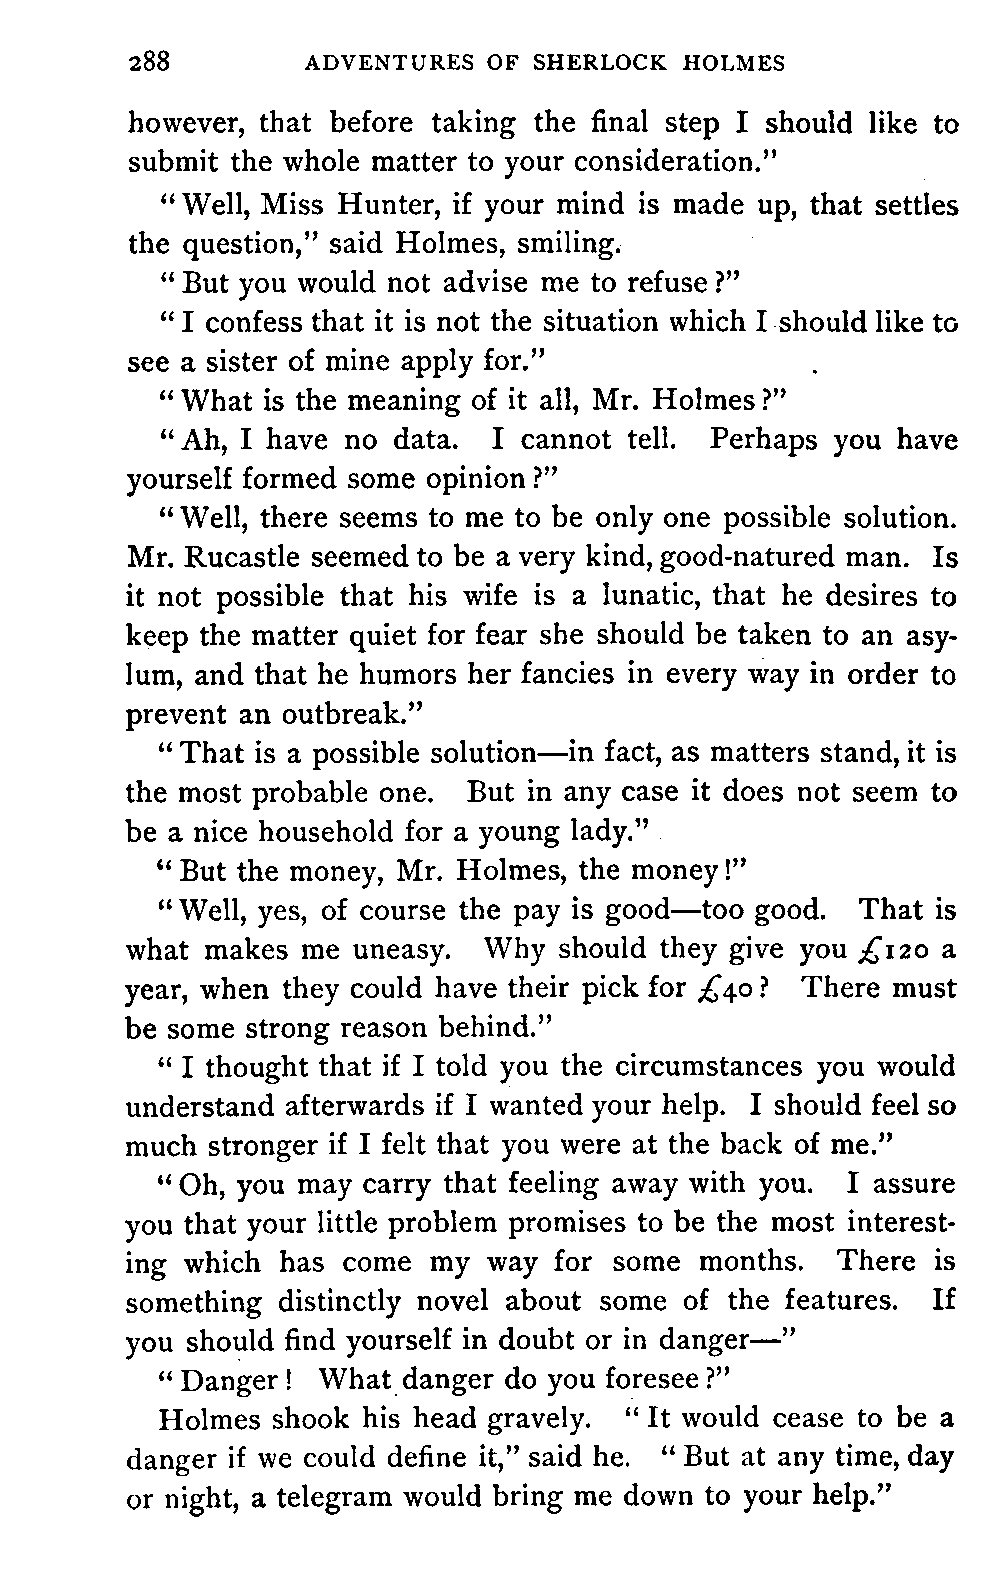 288 ADVENTURES OF SHERLOCK HOLMES
however, that before taking the final step I should like to
submit the whole matter to your consideration."
"Well, Miss Hunter, if your mind is made up, that settles
the question," said Holmes, smiling.
"But you would not advise me to refuse?"
"I confess that it is not the situation which I should like to
see a sister of mine apply for."
"What is the meaning of it all, Mr. Holmes?"
"Ah, I have no data. I cannot tell. Perhaps you have
yourself formed some opinion?"
"Well, there seems to me to be only one possible solution.
Mr. Rucastle seemed to be a very kind, good-natured man. Is
it not possible that his wife is a lunatic, that he desires to
keep the matter quiet for fear she should be taken to an asy-
lum, and that he humors her fancies in every way in order to
prevent an outbreak."
"That is a possible solution—in fact, as matters stand, it is
the most probable one. But in any case it does not seem to
be a nice household for a young lady."
"But the money, Mr. Holmes, the money!"
"Well, yes, of course the pay is good—too good. That is
what makes me uneasy. Why should they give you £120 a
year, when they could have their pick for £40? There must
be some strong reason behind."
"I thought that if I told you the circumstances you would
understand afterwards if I wanted your help. I should feel so
much stronger if I felt that you were at the back of me."
"Oh, you may carry that feeling away with you. I assure
you that your little problem promises to be the most interest-
ing which has come my way for some months. There is
something distinctly novel about some of the features. If
you should find yourself in doubt or in danger—"
"Danger! What danger do you foresee?"
Holmes shook his head gravely. "It would cease to be a
danger if we could define it," said he. "But at any time, day
or night, a telegram would bring me down to your help."